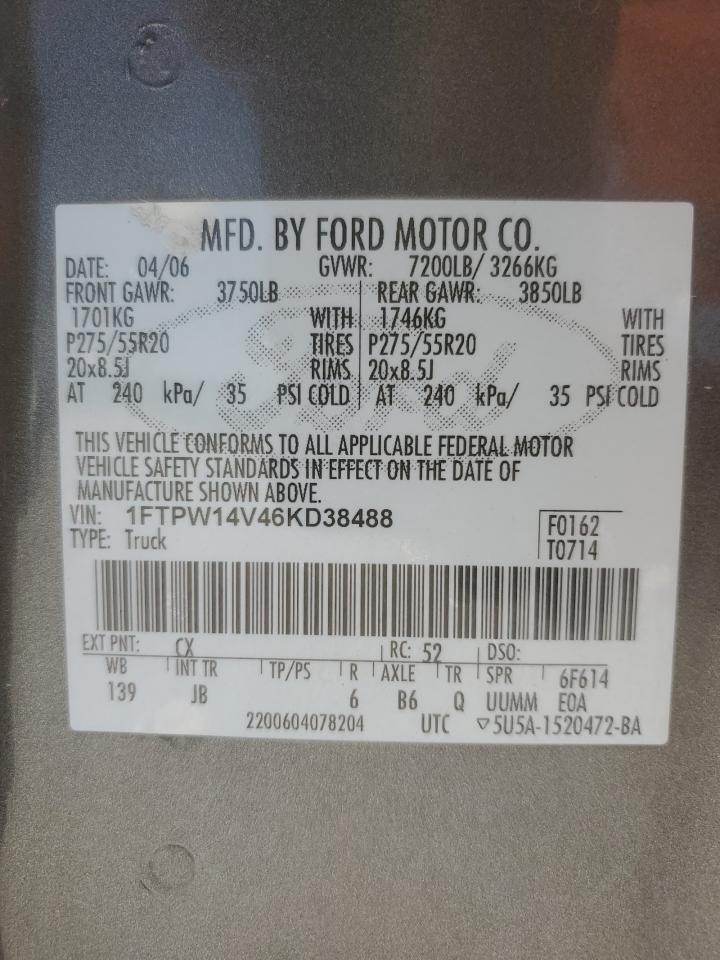 MFD. BY FORD MOTOR CO.
DATE: 04/06 GVWR: 7200LB/ 3266KG
FRONT GAWR: 3750LB REAR GAWR: 3850LB
1701KG WITH 1746KG WITH
P275/55R20 TIRES P275/55R20 TIRES
20x8.5J RIMS 20x8.5J RIMS
AT 240 kPa/ 35 PSI COLD AT 240 kPa/ 35 PSI COLD
Ford
THIS VEHICLE CONFORMS TO ALL APPLICABLE FEDERAL MOTOR
VEHICLE SAFETY STANDARDS IN EFFECT ON THE DATE OF
MANUFACTURE SHOWN ABOVE.
VIN: 1FTPW14V46KD38488 F0162
TYPE: Truck T0714
EXT PNT: CX RC: 52 DSO:
WB INT TR TP/PS R AXLE TR SPR 6F614
139 JB 6 B6 Q UUMM EOA
2200604078204 UTC ▽5U5A-1520472-BA